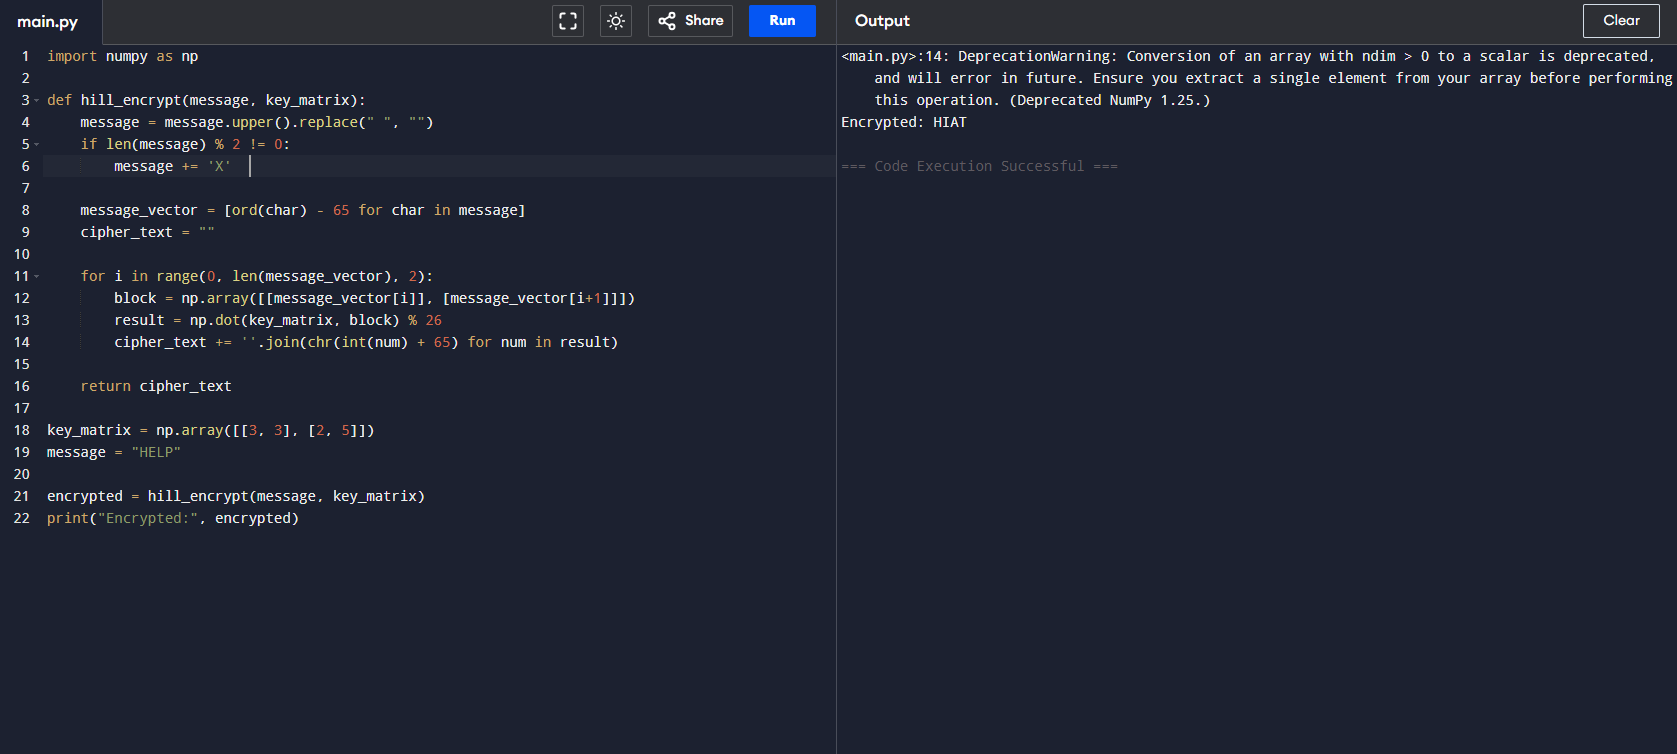 main.py
Share
Run
1 import numpy as np
2
3 def hill_encrypt(message, key_matrix):
4     message = message.upper().replace(" ", "")
5     if len(message) % 2 != 0:
6         message += 'X'
7
8     message_vector = [ord(char) - 65 for char in message]
9     cipher_text = ""
10
11     for i in range(0, len(message_vector), 2):
12         block = np.array([[message_vector[i]], [message_vector[i+1]]])
13         result = np.dot(key_matrix, block) % 26
14         cipher_text += ''.join(chr(int(num) + 65) for num in result)
15
16     return cipher_text
17
18 key_matrix = np.array([[3, 3], [2, 5]])
19 message = "HELP"
20
21 encrypted = hill_encrypt(message, key_matrix)
22 print("Encrypted:", encrypted)
Output
Clear
<main.py>:14: DeprecationWarning: Conversion of an array with ndim > 0 to a scalar is deprecated,
    and will error in future. Ensure you extract a single element from your array before performing
    this operation. (Deprecated NumPy 1.25.)
Encrypted: HIAT
=== Code Execution Successful ===